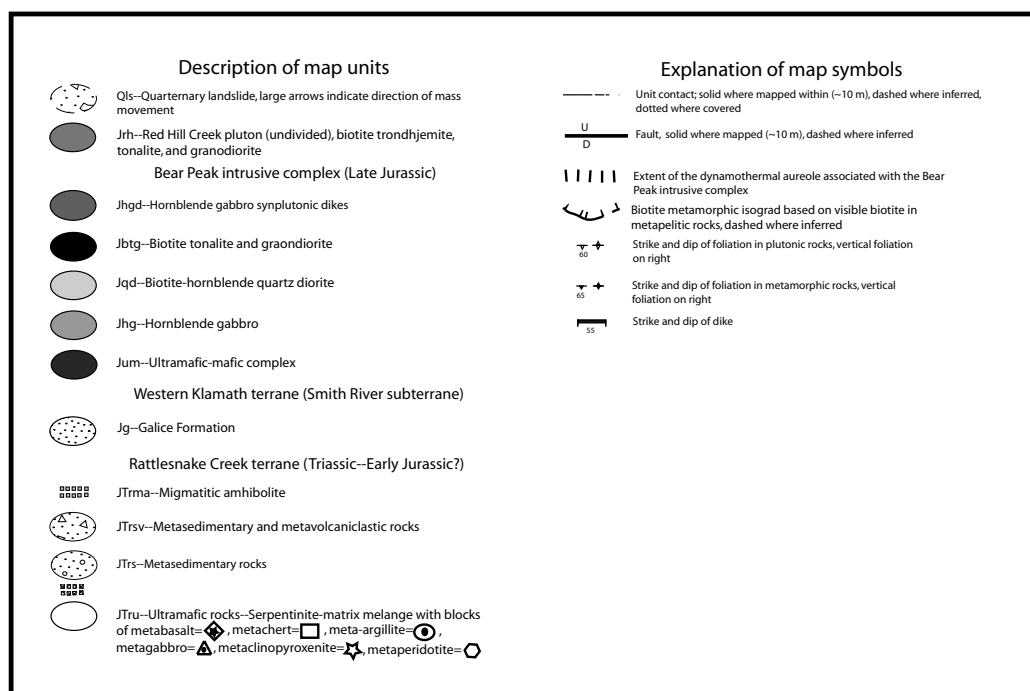 Description of map units
Qls--Quarternary landslide, large arrows indicate direction of mass
movement
Jrh--Red Hill Creek pluton (undivided), biotite trondhjemite,
tonalite, and granodiorite
Bear Peak intrusive complex (Late Jurassic)
Jhgd--Hornblende gabbro synplutonic dikes
Jbtg--Biotite tonalite and graondiorite
Jqd--Biotite-hornblende quartz diorite
Jhg--Hornblende gabbro
Jum--Ultramafic-mafic complex
Western Klamath terrane (Smith River subterrane)
Jg--Galice Formation
Rattlesnake Creek terrane (Triassic--Early Jurassic?)
JTrma--Migmatitic amhibolite
JTrsv--Metasedimentary and metavolcaniclastic rocks
JTrs--Metasedimentary rocks
JTru--Ultramafic rocks--Serpentinite-matrix melange with blocks
of metabasalt= , metachert= , meta-argillite= ,
metagabbro= , metaclinopyroxenite= , metaperidotite=
Explanation of map symbols
Unit contact; solid where mapped within (~10 m), dashed where inferred,
dotted where covered
U
D
Fault, solid where mapped (~10 m), dashed where inferred
Extent of the dynamothermal aureole associated with the Bear
Peak intrusive complex
Biotite metamorphic isograd based on visible biotite in
metapelitic rocks, dashed where inferred
60
Strike and dip of foliation in plutonic rocks, vertical foliation
on right
65
Strike and dip of foliation in metamorphic rocks, vertical
foliation on right
55
Strike and dip of dike